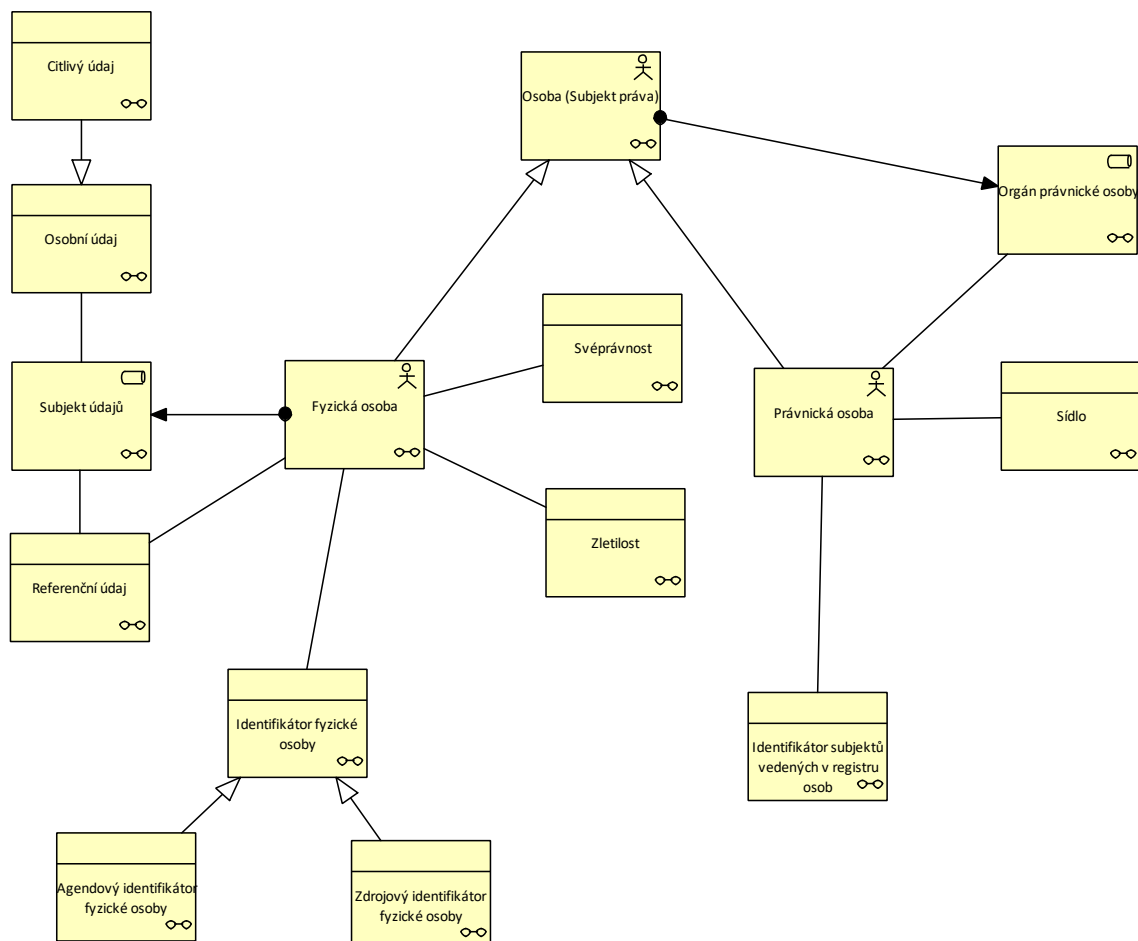 Citlivý údaj
Osoba (Subjekt práva)
Orgán právnické osoby
Osobní údaj
Svéprávnost
Subjekt údajů
Fyzická osoba
Právnická osoba
Sídlo
Zletilost
Referenční údaj
Identifikátor fyzické
osoby
Identifikátor subjektů
vedených v registru
osob
Agendový identifikátor
fyzické osoby
Zdrojový identifikátor
fyzické osoby